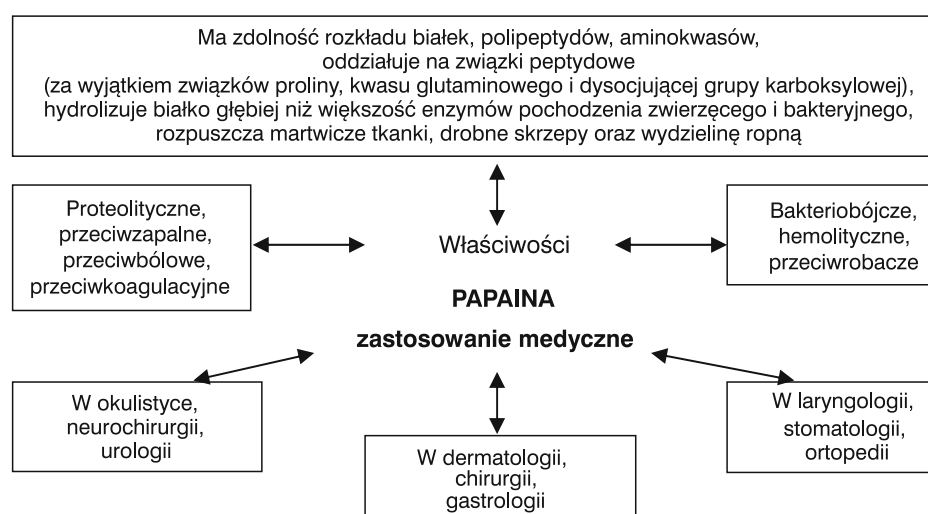 Ma zdolność rozkładu białek, polipeptydów, aminokwasów,
oddziałuje na związki peptydowe
(za wyjątkiem związków proliny, kwasu glutaminowego i dysocjującej grupy karboksylowej),
hydrolizuje białko głębiej niż większość enzymów pochodzenia zwierzęcego i bakteryjnego,
rozpuszcza martwicze tkanki, drobne skrzepy oraz wydzielinę ropną
Proteolityczne,
przeciwzapalne,
przeciwbólowe,
przeciwkoagulacyjne
Właściwości
Bakteriobójcze,
hemolityczne,
przeciwrobacze
PAPAINA
zastosowanie medyczne
W okulistyce,
neurochirurgii,
urologii
W dermatologii,
chirurgii,
gastrologii
W laryngologii,
stomatologii,
ortopedii